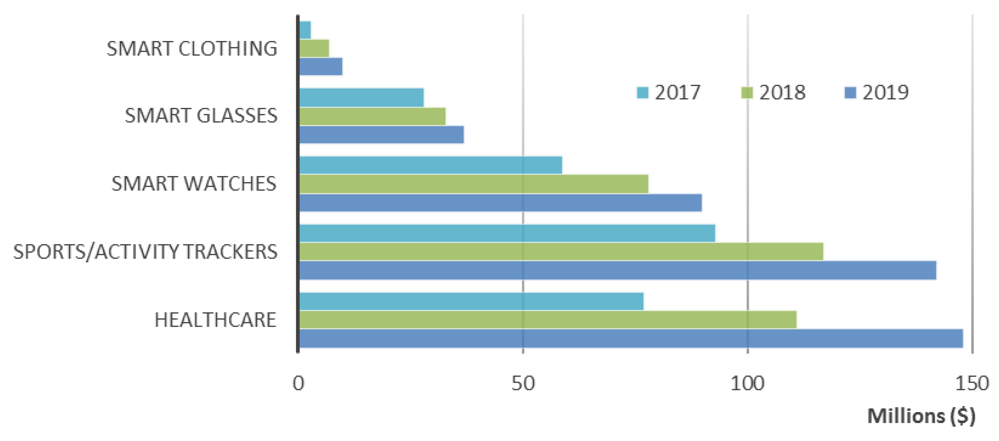 SMART CLOTHING
2017 2018 2019
SMART GLASSES
SMART WATCHES
SPORTS/ACTIVITY TRACKERS
HEALTHCARE
0 50 100 150
Millions ($)